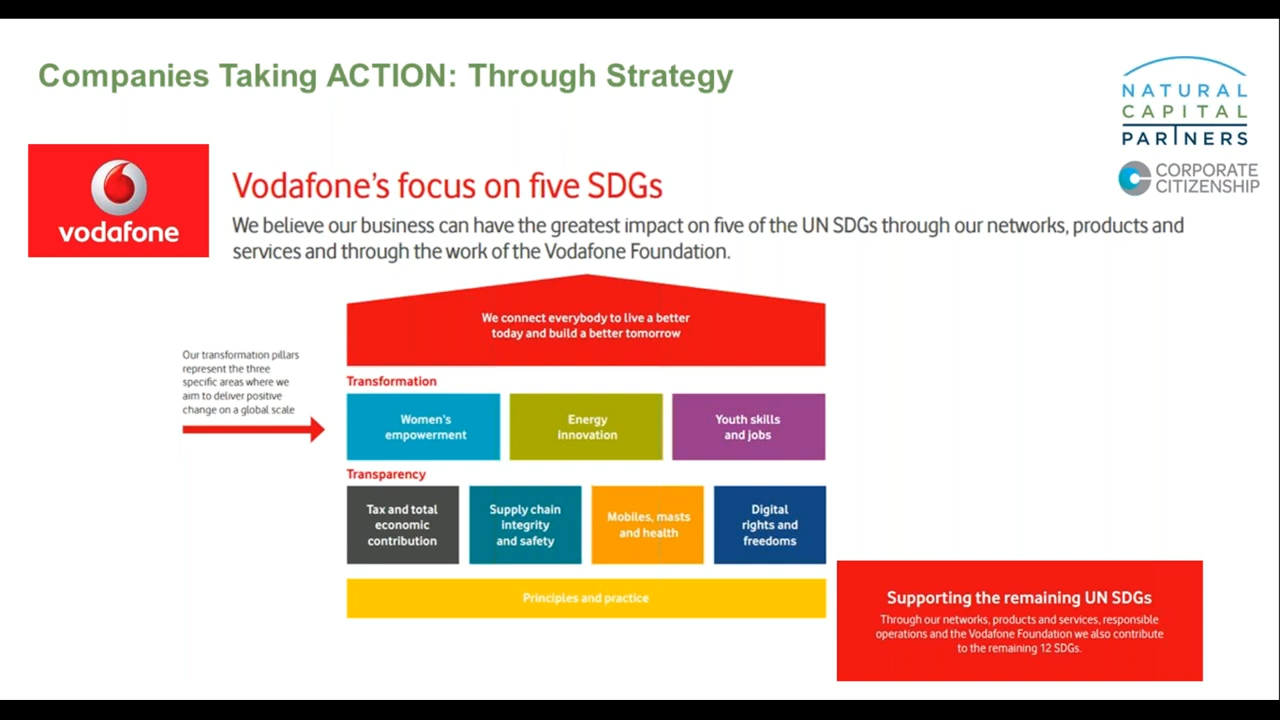 Companies Taking ACTION: Through Strategy
NATURAL
CAPITAL
PARTNERS
CORPORATE
CITIZENSHIP
vodafone
Vodafone's focus on five SDGs
We believe our business can have the greatest impact on five of the UN SDGs through our networks, products and
services and through the work of the Vodafone Foundation.
We connect everybody to live a better
today and build a better tomorrow
Our transformation pillars
represent the three
specific areas where we
aim to deliver positive
change on a global scale
Transformation
Women's
empowerment
Energy
innovation
Youth skills
and jobs
Transparency
Tax and total
economic
contribution
Supply chain
integrity
and safety
Mobiles, masts
and health
Digital
rights and
freedoms
Principles and practice
Supporting the remaining UN SDGs
Through our networks, products and services, responsible
operations and the Vodafone Foundation we also contribute
to the remaining 12 SDGs.